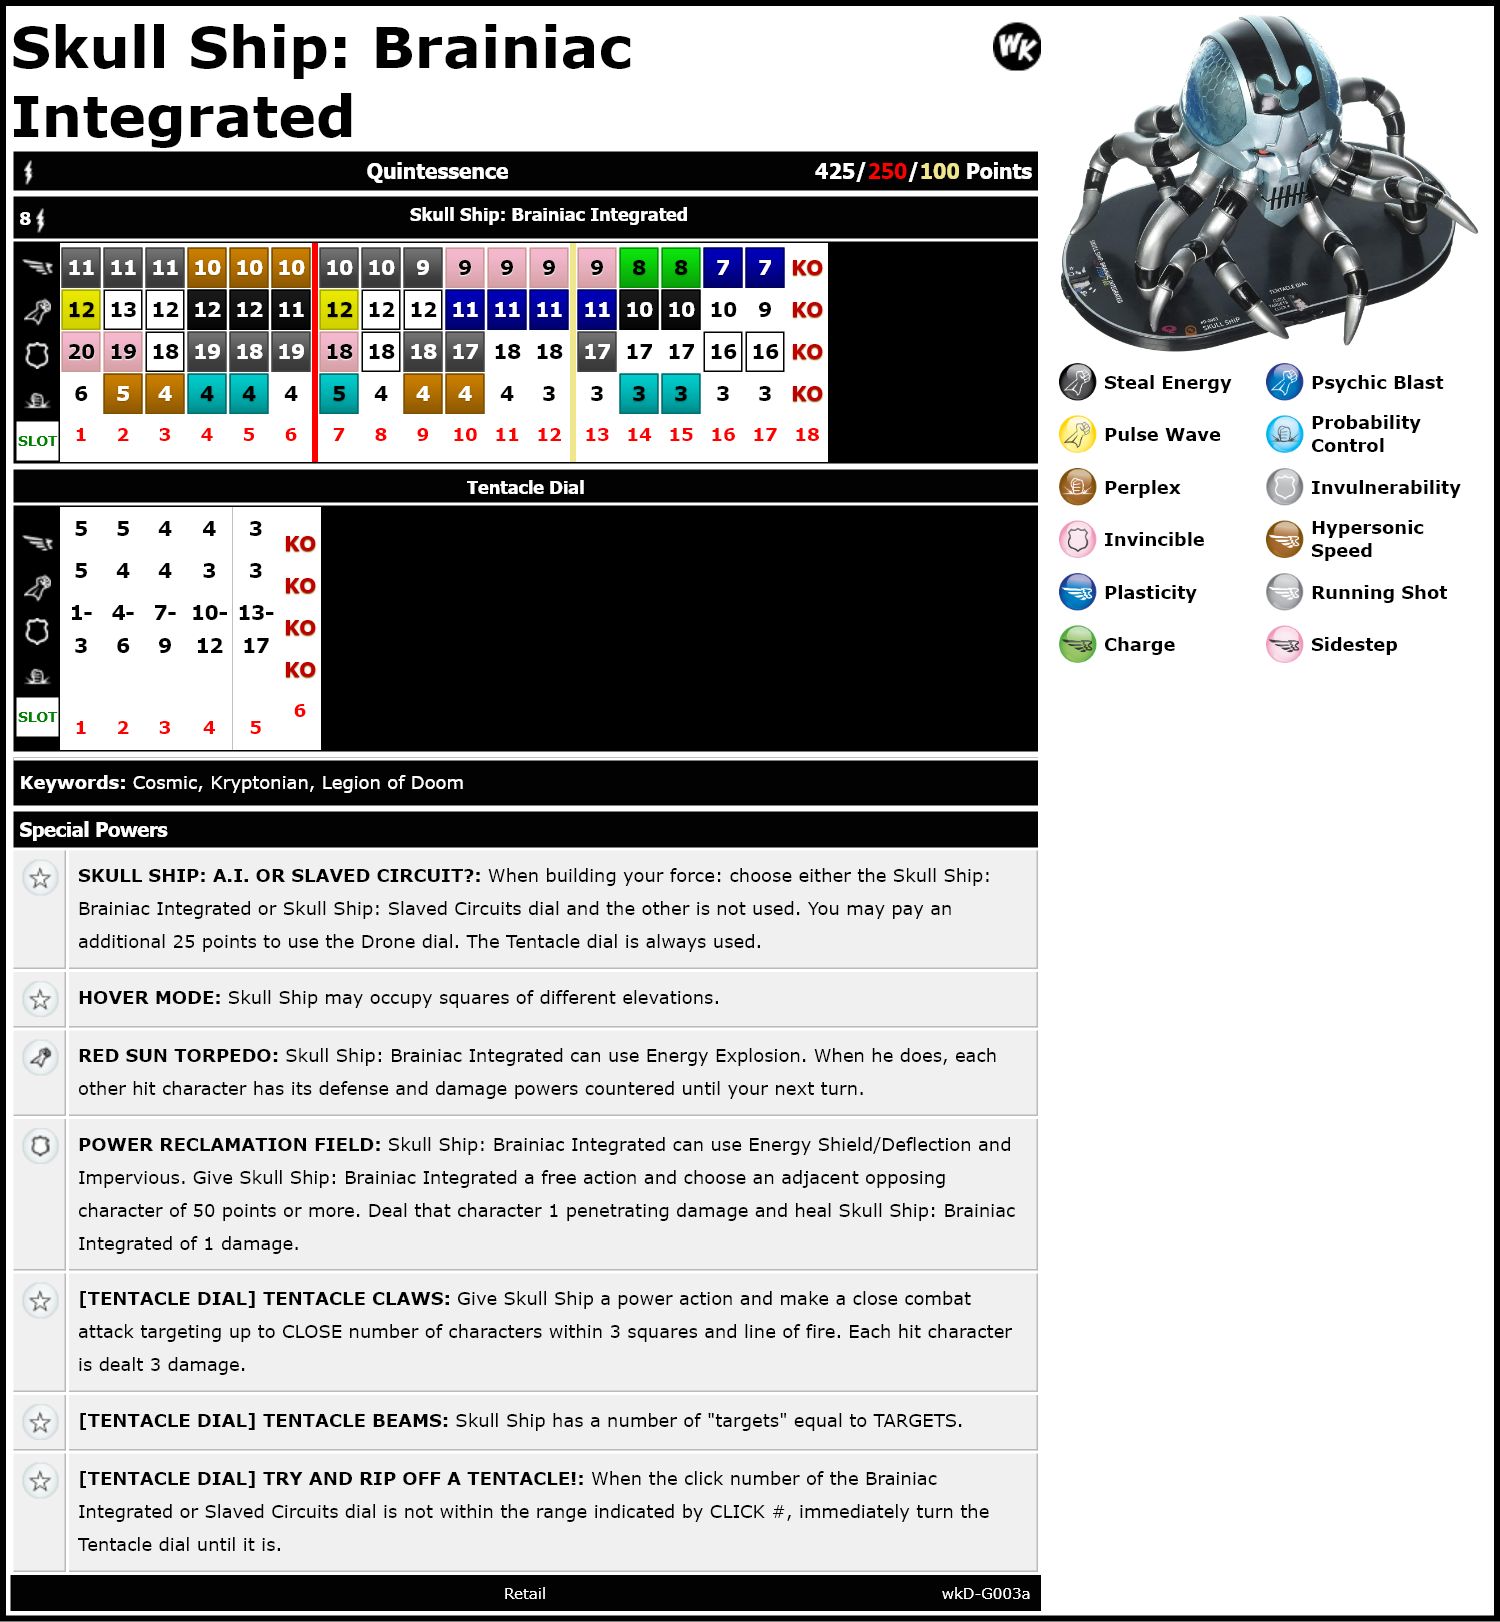 Skull Ship: Brainiac
Integrated
WK
Quintessence 425/250/100 Points
8 Skull Ship: Brainiac Integrated
11 11 11 10 10 10 10 10 9 9 9 9 9 8 8 7 7 KO
12 13 12 12 12 11 12 12 12 11 11 11 11 10 10 10 9 KO
20 19 18 19 18 19 18 18 18 17 18 18 17 17 17 16 16 KO
6 5 4 4 4 4 5 4 4 4 4 3 3 3 3 3 3 KO
SLOT 1 2 3 4 5 6 7 8 9 10 11 12 13 14 15 16 17 18
Tentacle Dial
5 5 4 4 3 KO
5 4 4 3 3 KO
1- 4- 7- 10- 13- KO
3 6 9 12 17
KO
SLOT 1 2 3 4 5 6
Keywords: Cosmic, Kryptonian, Legion of Doom
Special Powers
SKULL SHIP: A.I. OR SLAVED CIRCUIT?: When building your force: choose either the Skull Ship:
Brainiac Integrated or Skull Ship: Slaved Circuits dial and the other is not used. You may pay an
additional 25 points to use the Drone dial. The Tentacle dial is always used.
HOVER MODE: Skull Ship may occupy squares of different elevations.
RED SUN TORPEDO: Skull Ship: Brainiac Integrated can use Energy Explosion. When he does, each
other hit character has its defense and damage powers countered until your next turn.
POWER RECLAMATION FIELD: Skull Ship: Brainiac Integrated can use Energy Shield/Deflection and
Impervious. Give Skull Ship: Brainiac Integrated a free action and choose an adjacent opposing
character of 50 points or more. Deal that character 1 penetrating damage and heal Skull Ship: Brainiac
Integrated of 1 damage.
[TENTACLE DIAL] TENTACLE CLAWS: Give Skull Ship a power action and make a close combat
attack targeting up to CLOSE number of characters within 3 squares and line of fire. Each hit character
is dealt 3 damage.
[TENTACLE DIAL] TENTACLE BEAMS: Skull Ship has a number of "targets" equal to TARGETS.
[TENTACLE DIAL] TRY AND RIP OFF A TENTACLE!: When the click number of the Brainiac
Integrated or Slaved Circuits dial is not within the range indicated by CLICK #, immediately turn the
Tentacle dial until it is.
Retail wkD-G003a
TENTACLE DIAL
SKULL SHIP
Steal Energy Psychic Blast
Pulse Wave Probability
Control
Perplex Invulnerability
Invincible Hypersonic
Speed
Plasticity Running Shot
Charge Sidestep